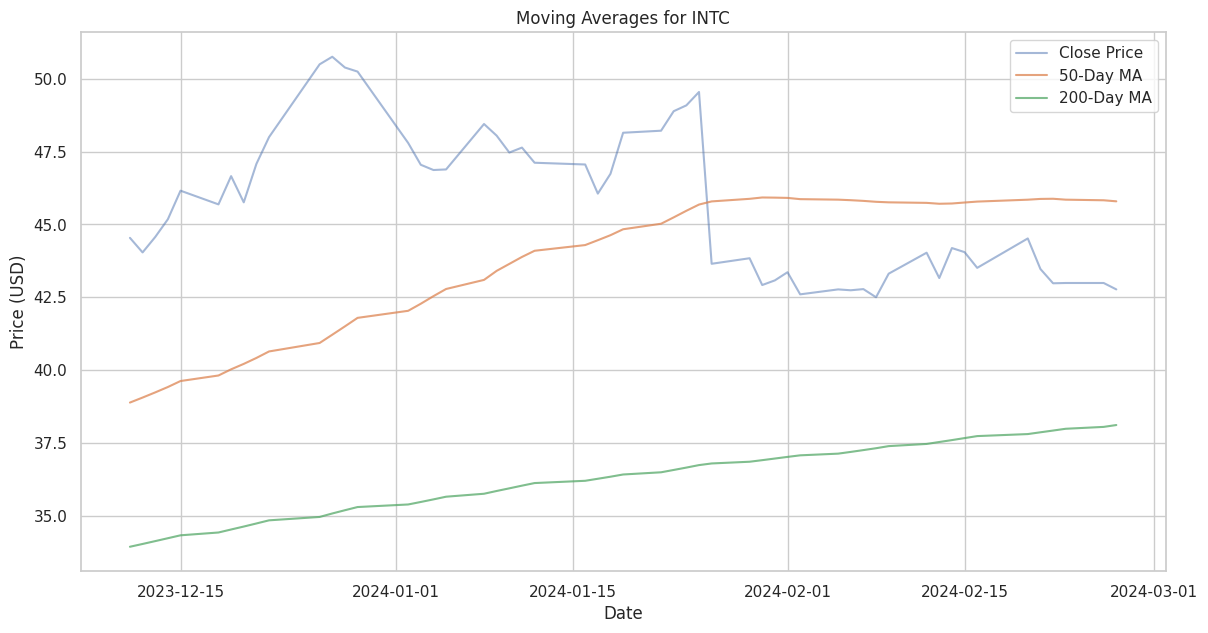 Moving Averages for INTC
Close Price
50-Day MA
200-Day MA
50.0
47.5
45.0
42.5
40.0
37.5
35.0
Price (USD)
2023-12-15
2024-01-01
2024-01-15
2024-02-01
2024-02-15
2024-03-01
Date